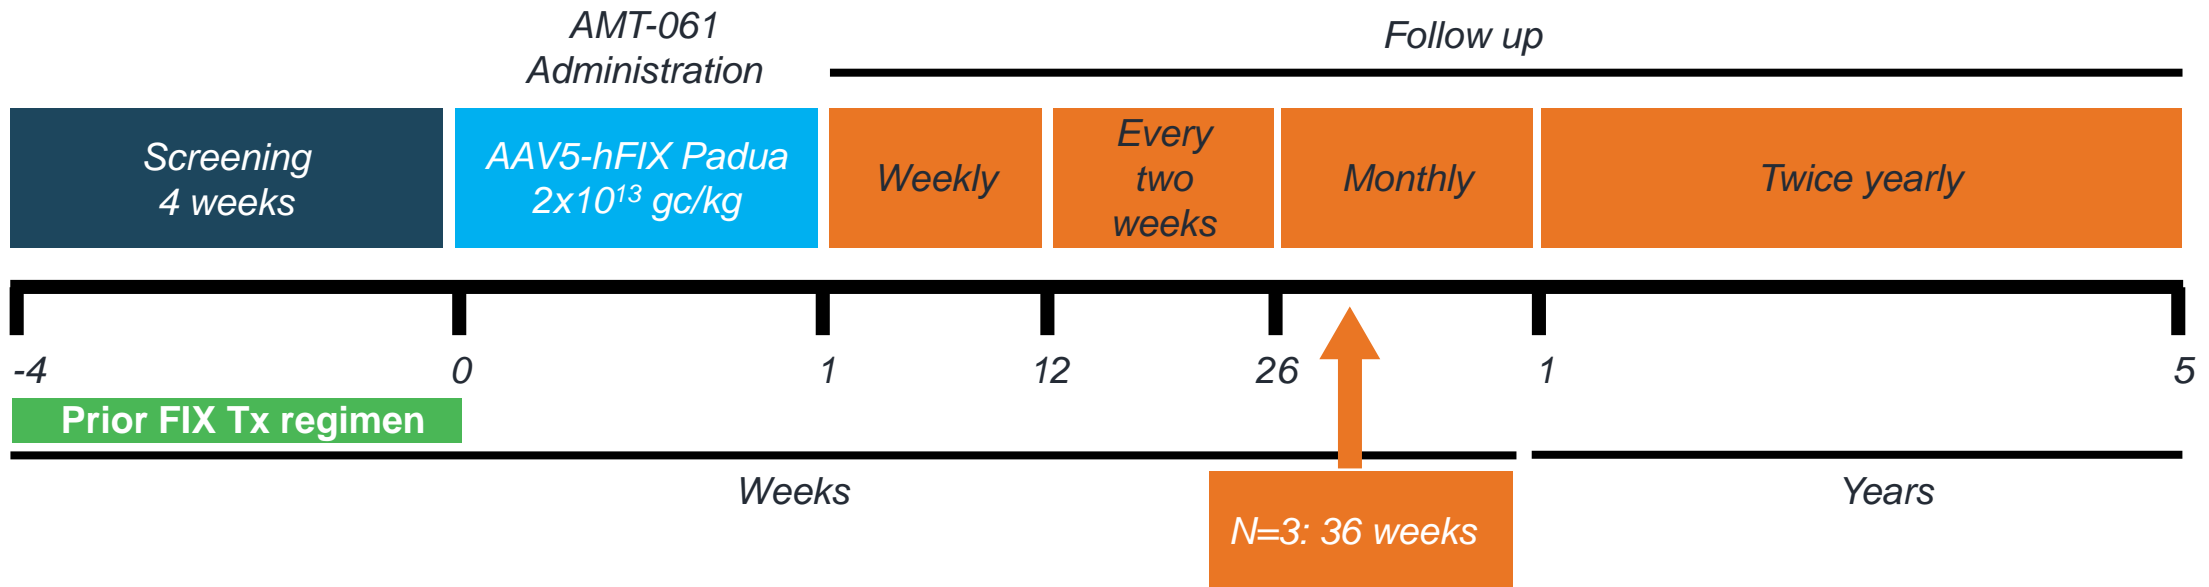 AMT-061
Administration
Follow up
Screening
4 weeks
AAV5-hFIX Padua
2x10¹³ gc/kg
Weekly
Every
two
weeks
Monthly
Twice yearly
-4
0
1
12
26
1
5
Prior FIX Tx regimen
Weeks
Years
N=3: 36 weeks